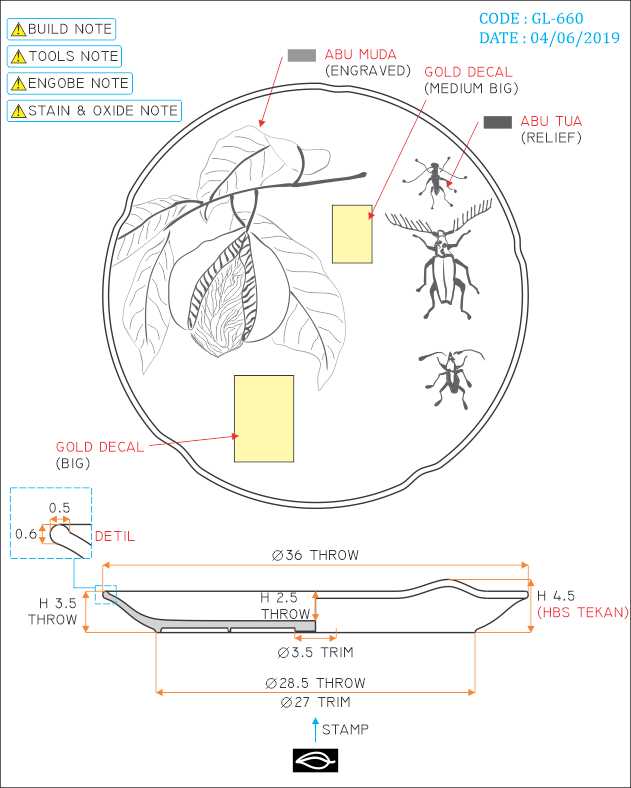 CODE : GL-660
DATE : 04/06/2019
BUILD NOTE
TOOLS NOTE
ENGOBE NOTE
STAIN & OXIDE NOTE
ABU MUDA
(ENGRAVED)
GOLD DECAL
(MEDIUM BIG)
ABU TUA
(RELIEF)
GOLD DECAL
(BIG)
0.5
0.6
DETIL
Ø36 THROW
H 3.5
THROW
H 2.5
THROW
H 4.5
(HBS TEKAN)
Ø3.5 TRIM
Ø28.5 THROW
Ø27 TRIM
STAMP